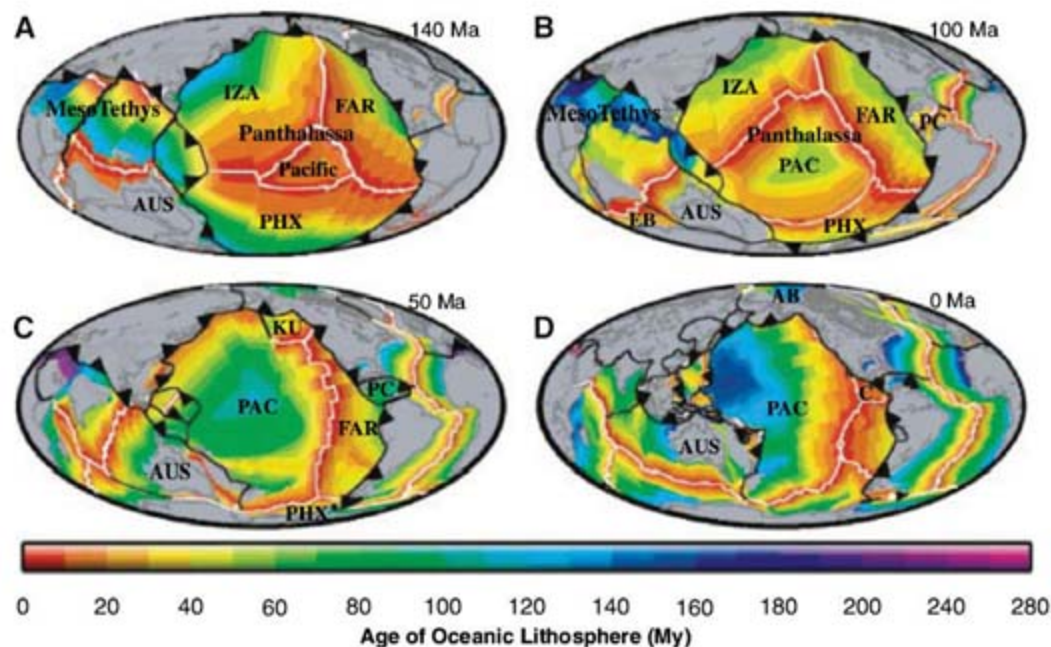 A
140 Ma
IZA
MesoTethys
FAR
Panthalassa
Pacific
AUS
PHX
B
100 Ma
IZA
MesoTethys
FAR
PC
Panthalassa
PAC
AUS
EB
PHX
C
50 Ma
KU
PAC
PC
FAR
AUS
PHX
D
0 Ma
AB
C
PAC
AUS
0 20 40 60 80 100 120 140 160 180 200 240 280
Age of Oceanic Lithosphere (My)